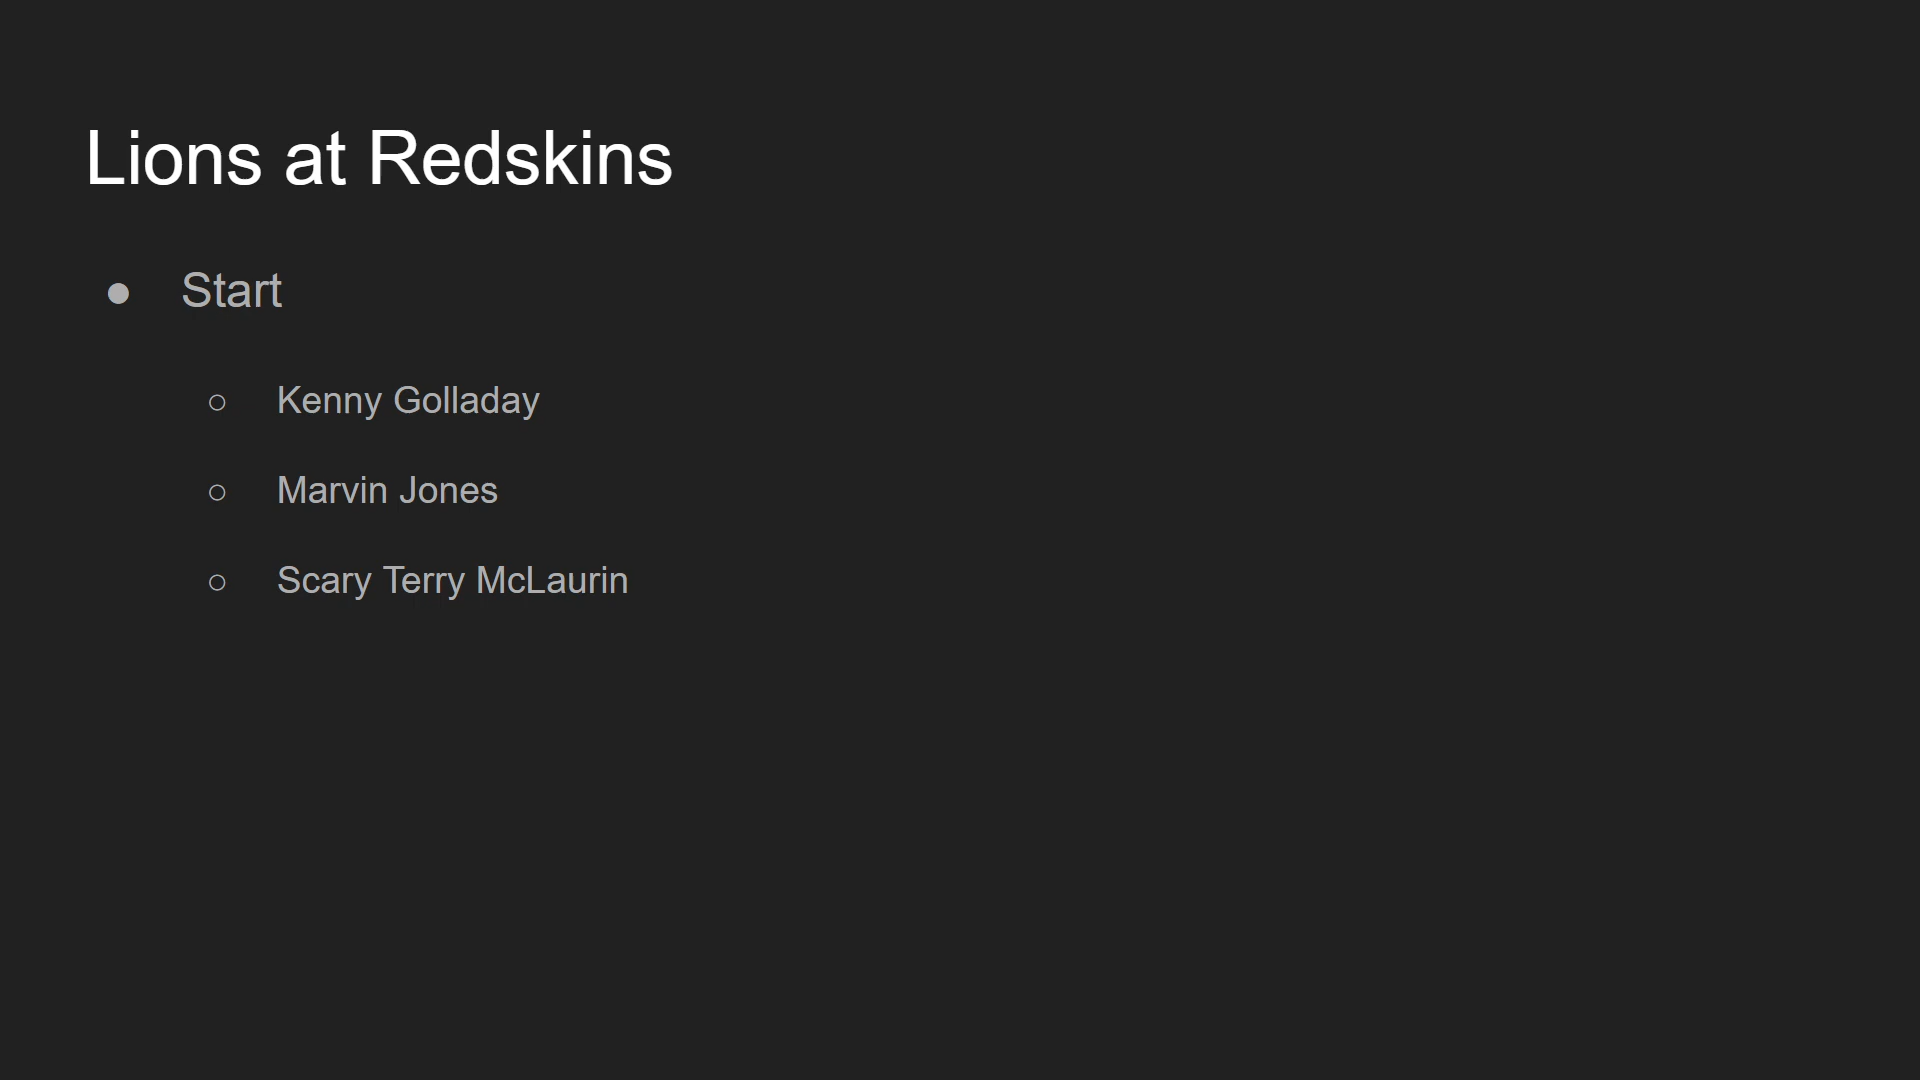 Lions at Redskins
● Start
○ Kenny Golladay
○ Marvin Jones
○ Scary Terry McLaurin